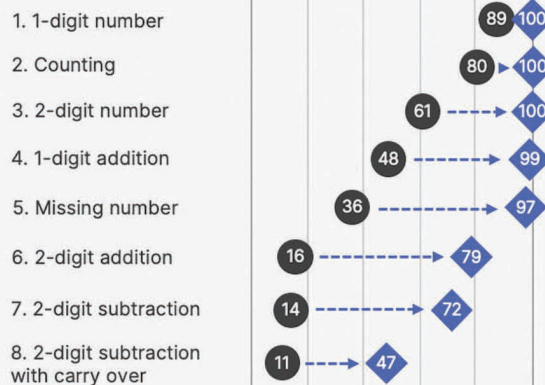 1. 1-digit number 89 100
2. Counting 80 100
3. 2-digit number 61 100
4. 1-digit addition 48 99
5. Missing number 36 97
6. 2-digit addition 16 79
7. 2-digit subtraction 14 72
8. 2-digit subtraction
with carry over 11 47